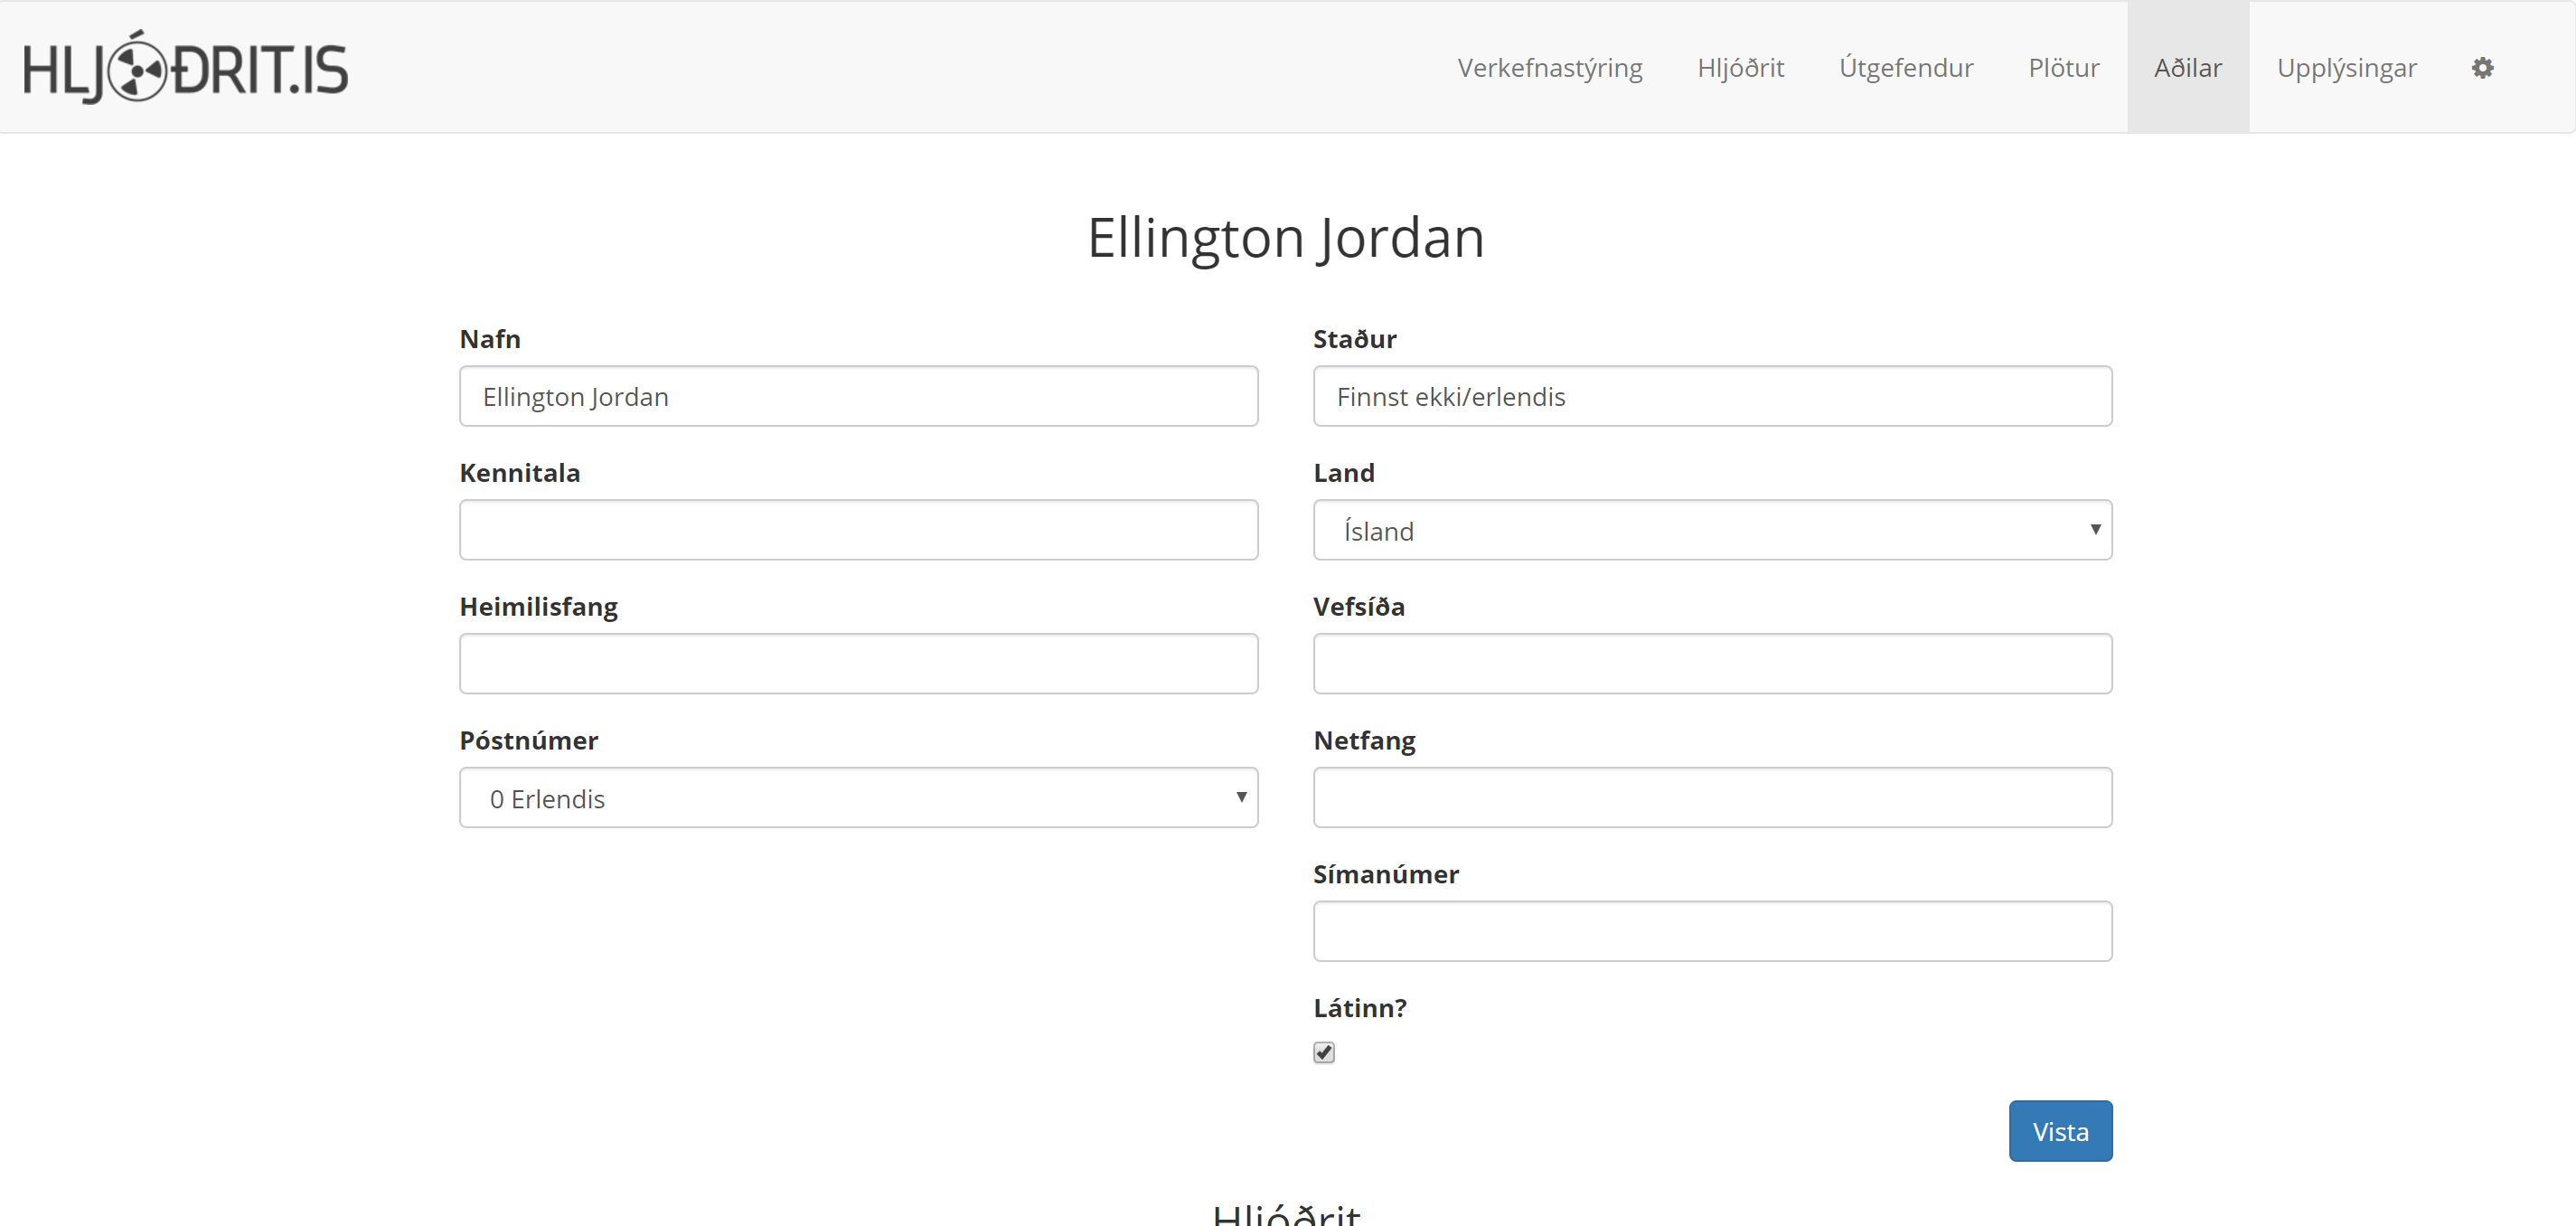 HLJÓÐRIT.IS
Verkefnastýring Hljóðrit Útgefendur Plötur Aðilar Upplýsingar
Ellington Jordan
Nafn
Ellington Jordan
Kennitala
Heimilisfang
Póstnúmer
0 Erlendis
Staður
Finnst ekki/erlendis
Land
Ísland
Vefsíða
Netfang
Símanúmer
Látinn?
Vista
Hljóðrit